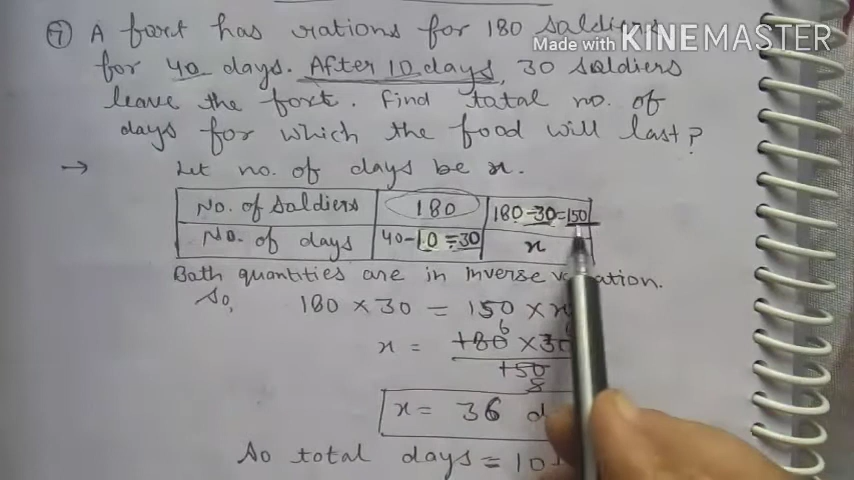 ⑦ A fort has rations for 180 soldiers
Made with KINEMASTER
for 40 days. After 10 days, 30 soldiers
leave the fort. Find total no. of
days for which the food will last?
→ Let no. of days be x.
No. of soldiers 180 180-30=150
No. of days 40-10=30 x
Both quantities are in inverse
So, 180 × 30 = 150 × x
x = 180 × 30
150
6
5
x = 36
So total days = 10+